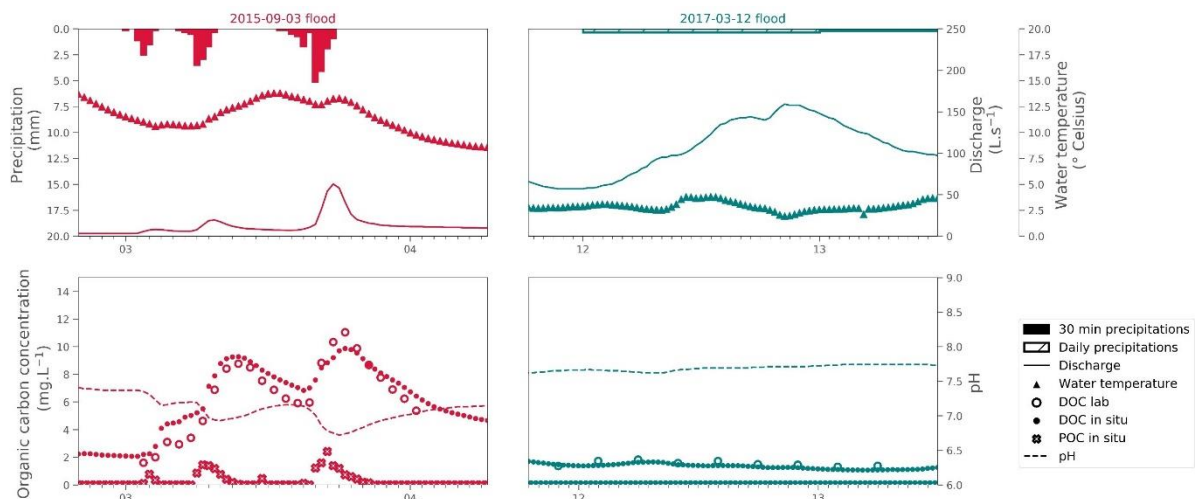 2015-09-03 flood
2017-03-12 flood
Precipitation
(mm)
0.0
2.5
5.0
7.5
10.0
12.5
15.0
17.5
20.0
03
04
12
13
250
200
150
100
50
0
Discharge
(L.s⁻¹)
20.0
17.5
15.0
12.5
10.0
7.5
5.0
2.5
0.0
Water temperature
(° Celsius)
Organic carbon concentration
(mg.L⁻¹)
14
12
10
8
6
4
2
0
03
04
12
13
9.0
8.5
8.0
7.5
7.0
6.5
6.0
pH
30 min precipitations
Daily precipitations
Discharge
Water temperature
DOC lab
DOC in situ
POC in situ
pH